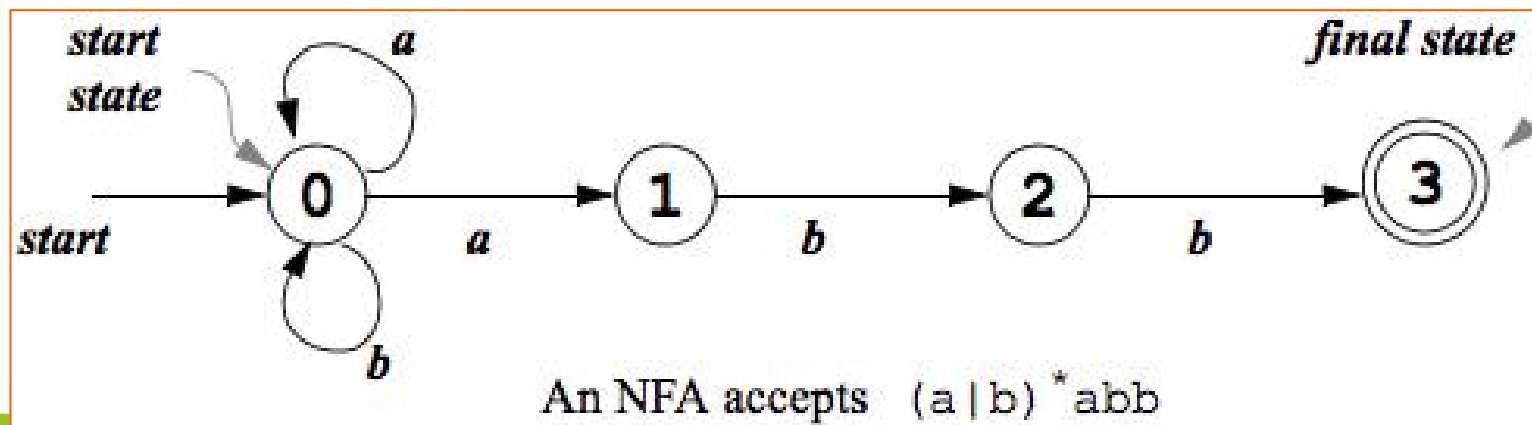 start
state
a
final state
0
1
2
3
start
a
b
b
b
An NFA accepts (a|b)*abb